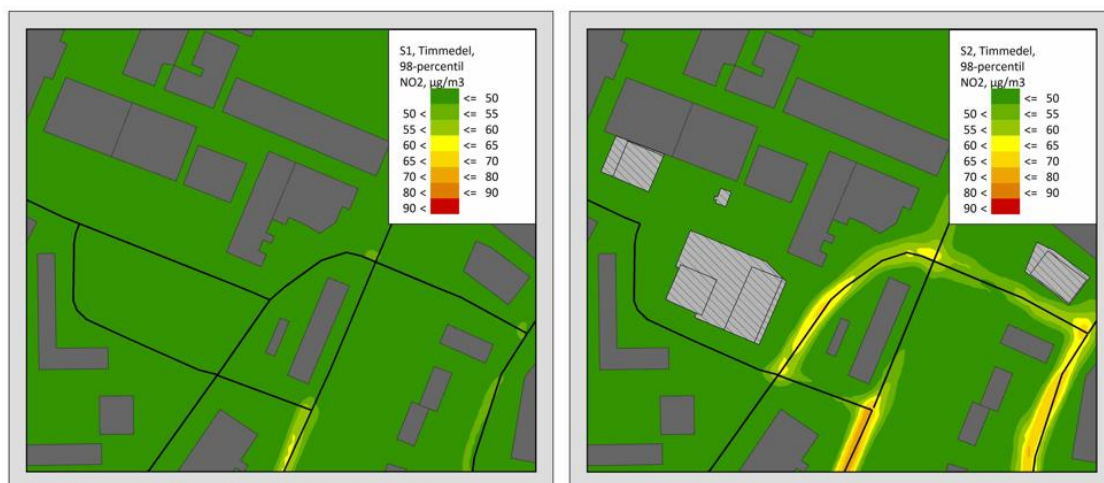 S1, Timmedel,
98-percentil
NO2, µg/m3
<= 50
50 < <= 55
55 < <= 60
60 < <= 65
65 < <= 70
70 < <= 80
80 < <= 90
90 <
S2, Timmedel,
98-percentil
NO2, µg/m3
<= 50
50 < <= 55
55 < <= 60
60 < <= 65
65 < <= 70
70 < <= 80
80 < <= 90
90 <